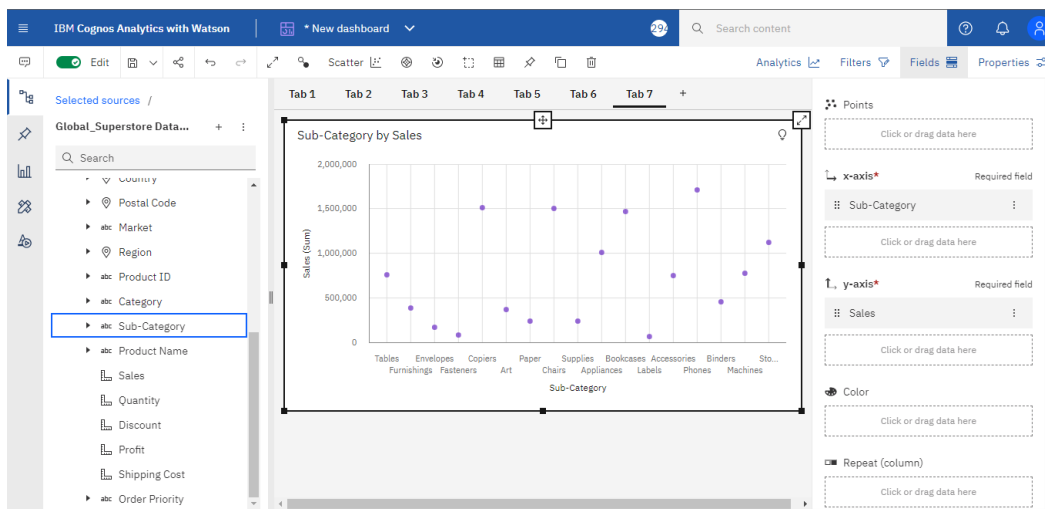 IBM Cognos Analytics with Watson
* New dashboard
294
Search content
Edit
Scatter
Analytics
Filters
Fields
Properties
Selected sources /
Global_Superstore Data...
Search
Country
Postal Code
abc Market
Region
abc Product ID
abc Category
abc Sub-Category
abc Product Name
Sales
Quantity
Discount
Profit
Shipping Cost
abc Order Priority
Tab 1 Tab 2 Tab 3 Tab 4 Tab 5 Tab 6 Tab 7 +
Sub-Category by Sales
2,000,000
1,500,000
1,000,000
500,000
0
Sales (Sum)
Tables Envelopes Copiers Paper Supplies Bookcases Accessories Binders Sto...
Furnishings Fasteners Art Chairs Appliances Labels Phones Machines
Sub-Category
Points
Click or drag data here
x-axis* Required field
Sub-Category
Click or drag data here
y-axis* Required field
Sales
Click or drag data here
Color
Click or drag data here
Repeat (column)
Click or drag data here